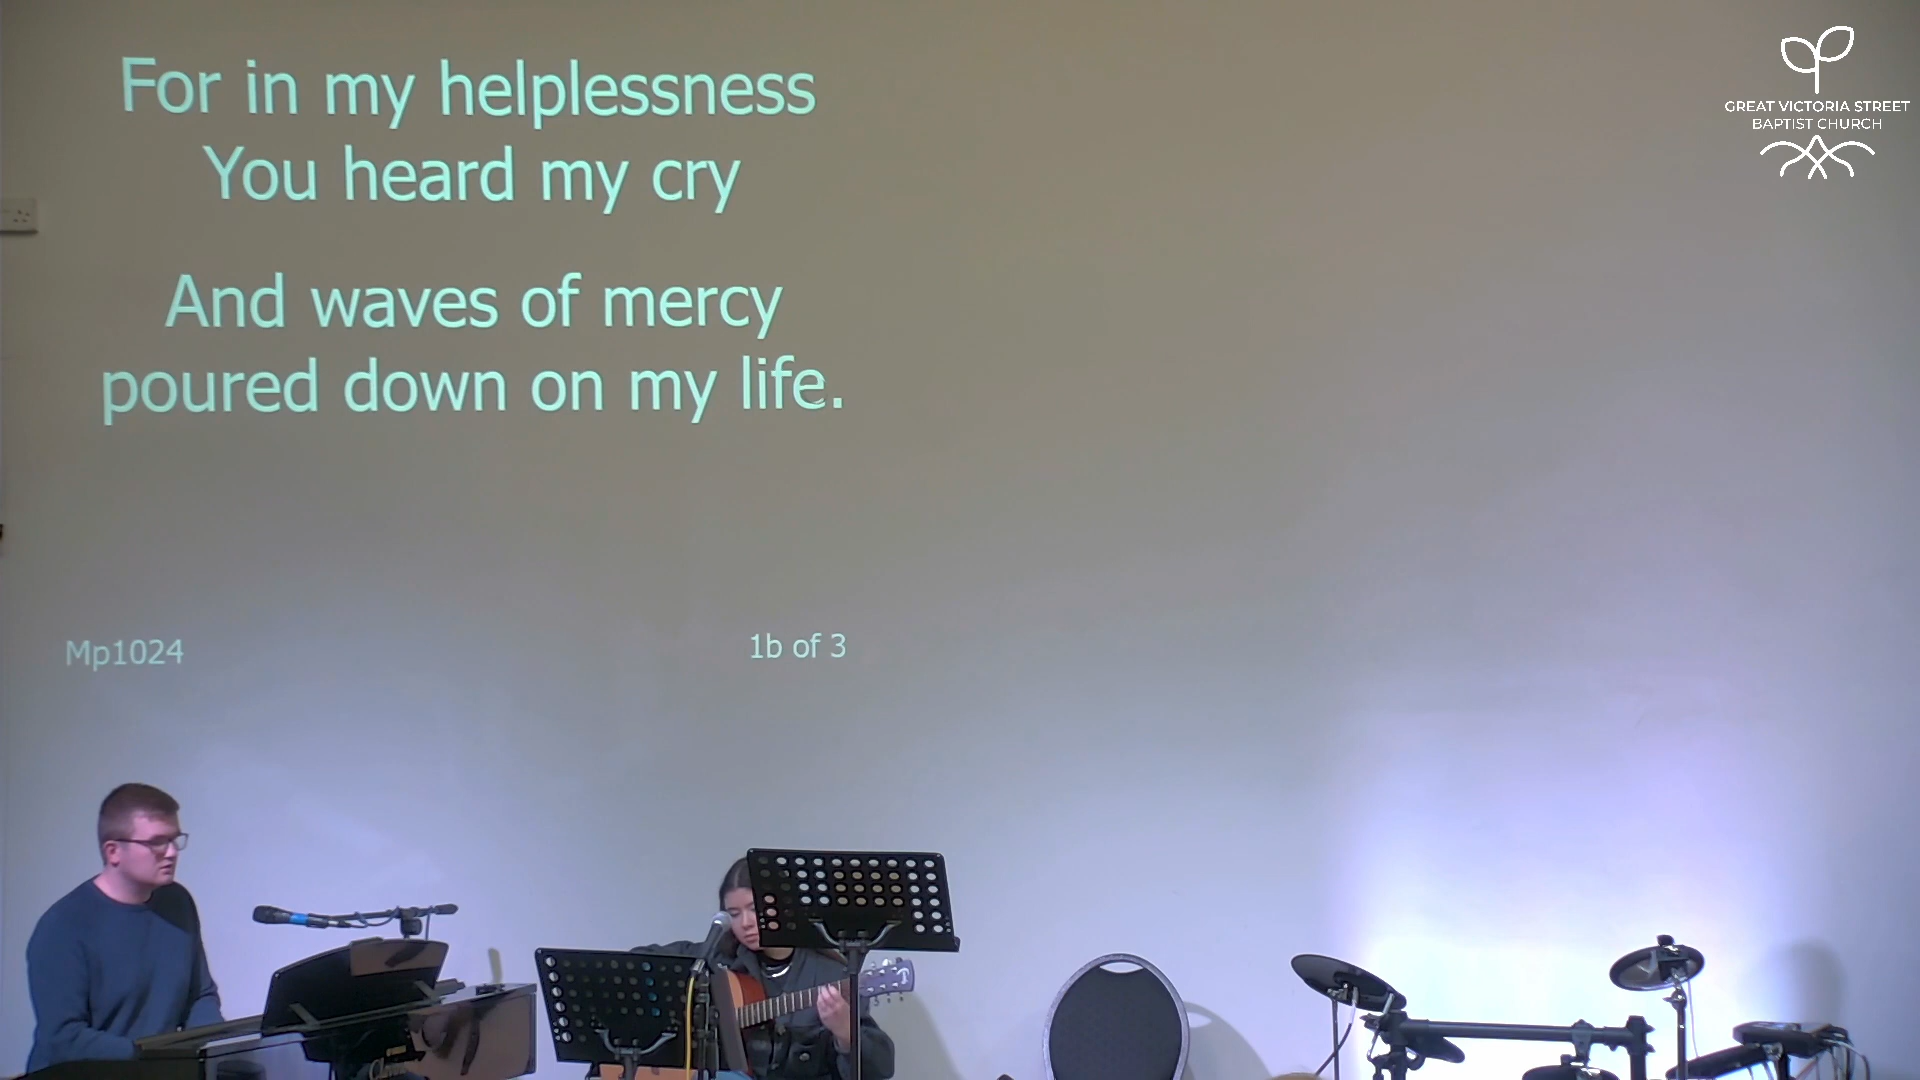 For in my helplessness
You heard my cry
And waves of mercy
poured down on my life.
Mp1024
1b of 3
GREAT VICTORIA STREET
BAPTIST CHURCH